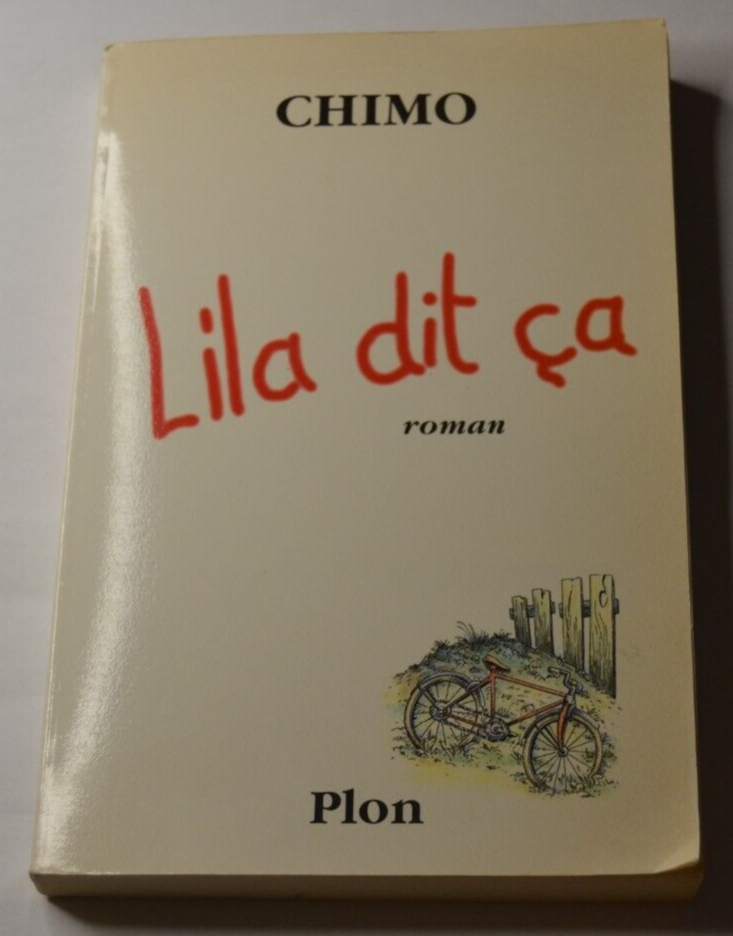 CHIMO
Lila dit ça
roman
Plon